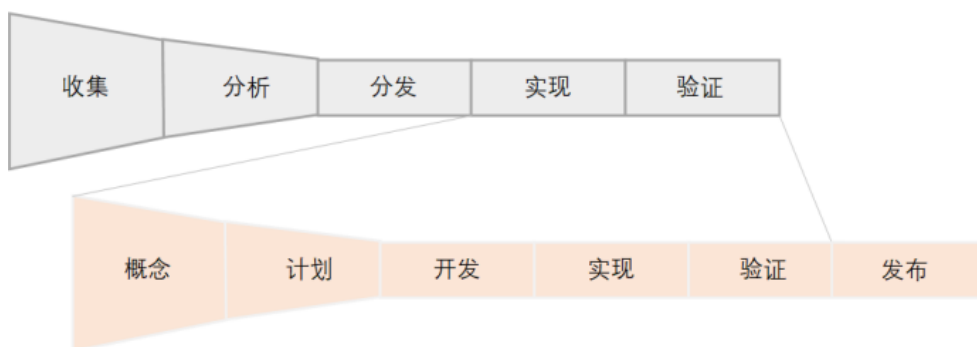 收集 分析 分发 实现 验证
概念 计划 开发 实现 验证 发布